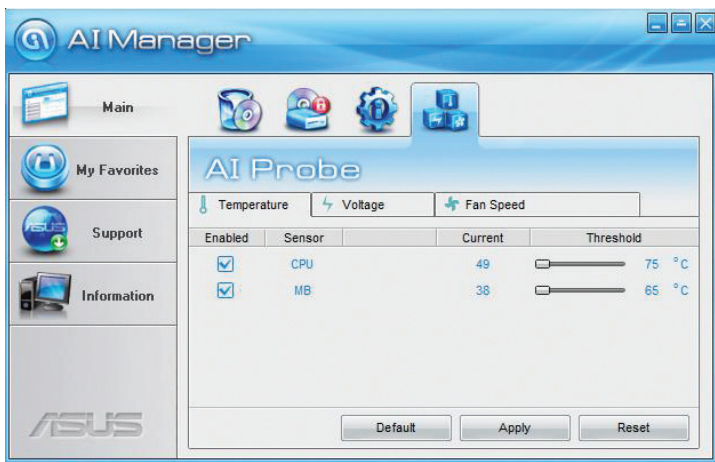 AI Manager
Main
My Favorites
Support
Information
ASUS
AI Probe
Temperature Voltage Fan Speed
Enabled Sensor Current Threshold
CPU 49 75 °C
MB 38 65 °C
Default Apply Reset